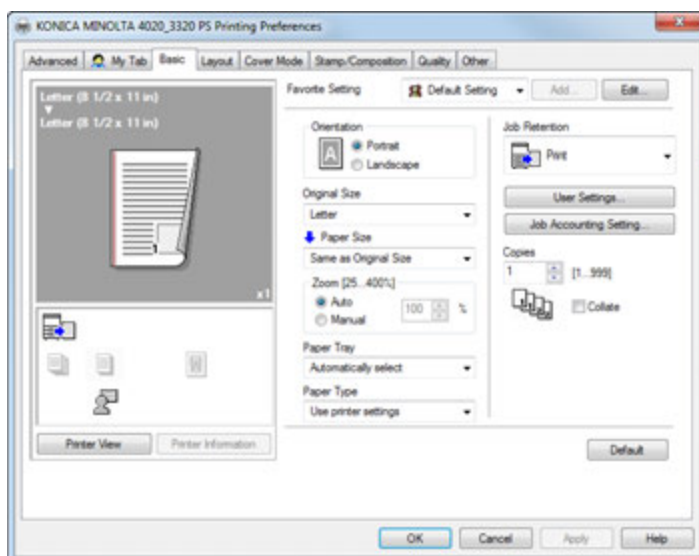 KONICA MINOLTA 4020_3320 PS Printing Preferences
Advanced My Tab Basic Layout Cover Mode Stamp/Composition Quality Other
Letter (8 1/2 x 11 in)
Letter (8 1/2 x 11 in)
x1
Printer View Printer Information
Favorite Setting Default Setting Add... Edit...
Orientation
A
Portrait
Landscape
Original Size
Letter
Paper Size
Same as Original Size
Zoom [25...400%]
Auto
Manual
100 %
Paper Tray
Automatically select
Paper Type
Use printer settings
Job Retention
Print
User Settings...
Job Accounting Setting...
Copies
1 [1...999]
Collate
Default
OK Cancel Apply Help